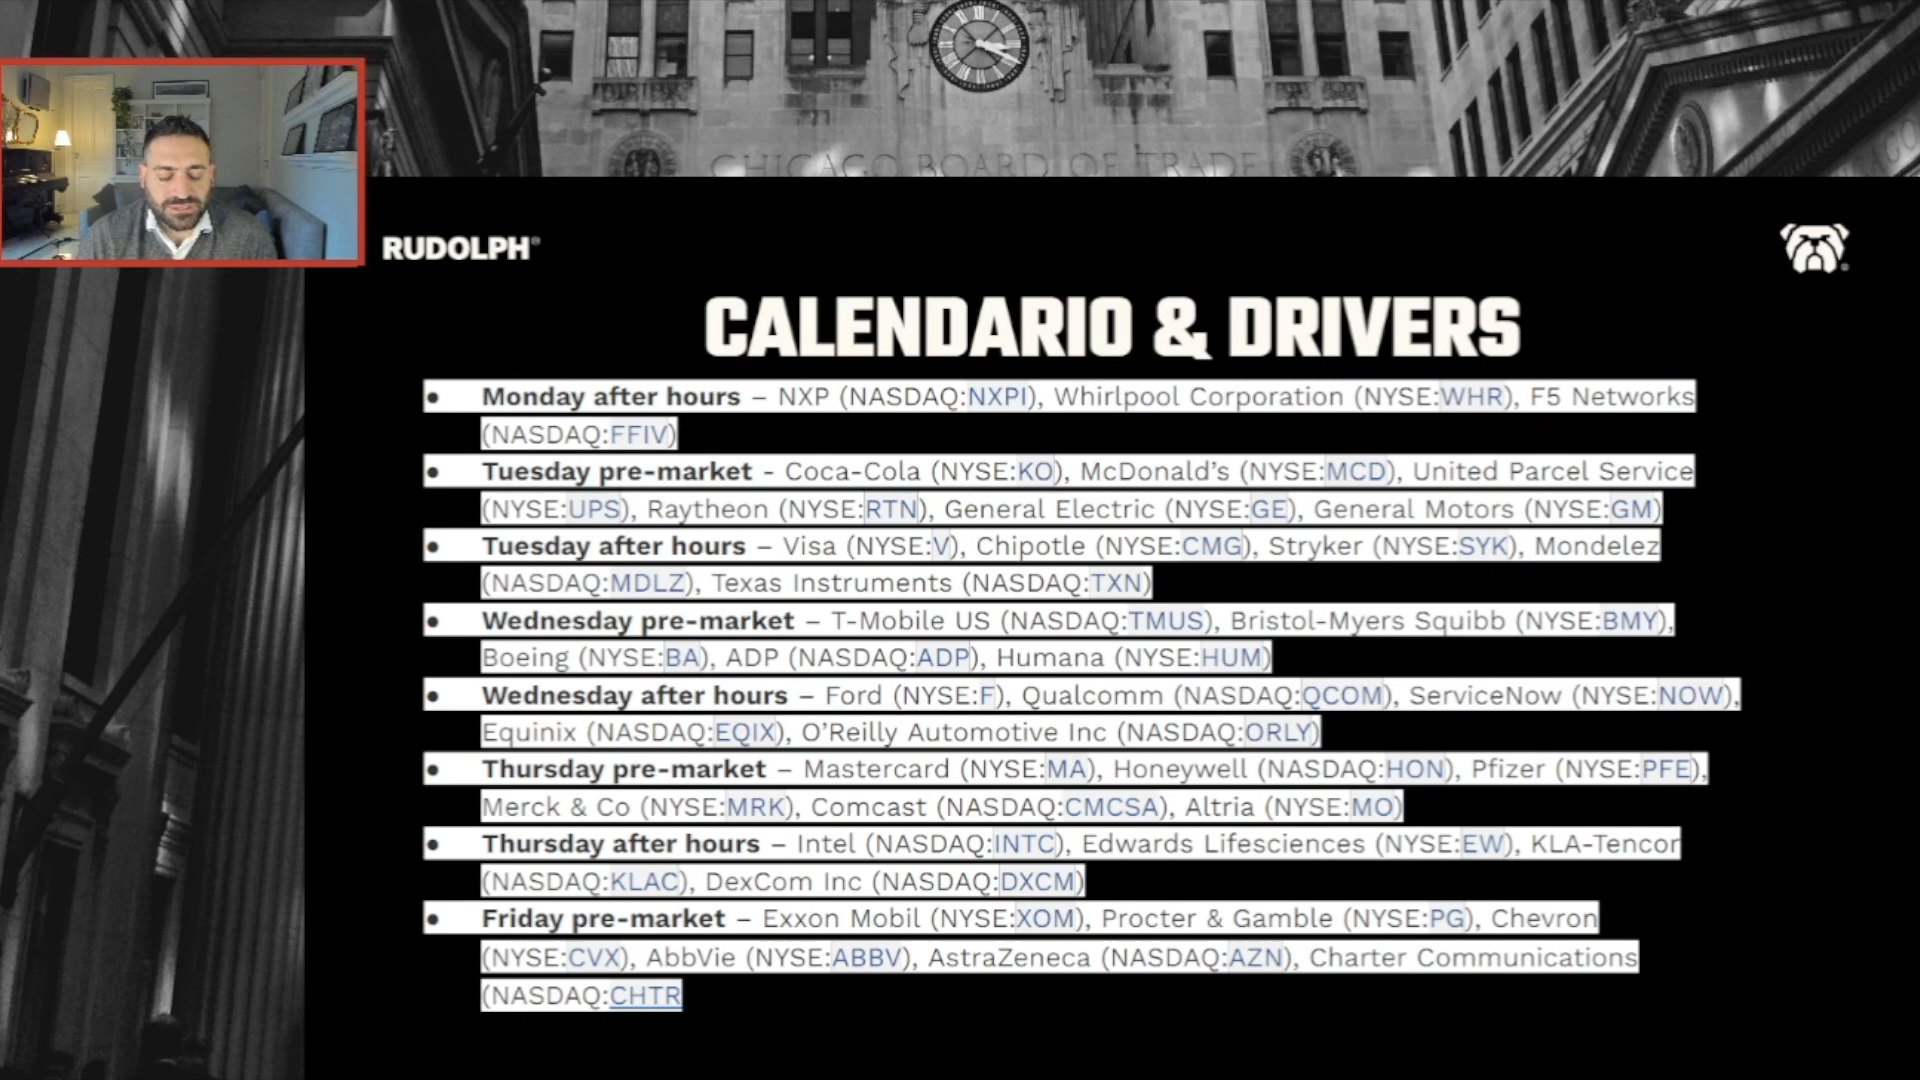 CHICAGO BOARD OF TRADE
RUDOLPH®
CALENDARIO & DRIVERS
● Monday after hours – NXP (NASDAQ:NXPI), Whirlpool Corporation (NYSE:WHR), F5 Networks
(NASDAQ:FFIV)
● Tuesday pre-market - Coca-Cola (NYSE:KO), McDonald’s (NYSE:MCD), United Parcel Service
(NYSE:UPS), Raytheon (NYSE:RTN), General Electric (NYSE:GE), General Motors (NYSE:GM)
● Tuesday after hours – Visa (NYSE:V), Chipotle (NYSE:CMG), Stryker (NYSE:SYK), Mondelez
(NASDAQ:MDLZ), Texas Instruments (NASDAQ:TXN)
● Wednesday pre-market – T-Mobile US (NASDAQ:TMUS), Bristol-Myers Squibb (NYSE:BMY),
Boeing (NYSE:BA), ADP (NASDAQ:ADP), Humana (NYSE:HUM)
● Wednesday after hours – Ford (NYSE:F), Qualcomm (NASDAQ:QCOM), ServiceNow (NYSE:NOW),
Equinix (NASDAQ:EQIX), O’Reilly Automotive Inc (NASDAQ:ORLY)
● Thursday pre-market – Mastercard (NYSE:MA), Honeywell (NASDAQ:HON), Pfizer (NYSE:PFE),
Merck & Co (NYSE:MRK), Comcast (NASDAQ:CMCSA), Altria (NYSE:MO)
● Thursday after hours – Intel (NASDAQ:INTC), Edwards Lifesciences (NYSE:EW), KLA-Tencor
(NASDAQ:KLAC), DexCom Inc (NASDAQ:DXCM)
● Friday pre-market – Exxon Mobil (NYSE:XOM), Procter & Gamble (NYSE:PG), Chevron
(NYSE:CVX), AbbVie (NYSE:ABBV), AstraZeneca (NASDAQ:AZN), Charter Communications
(NASDAQ:CHTR